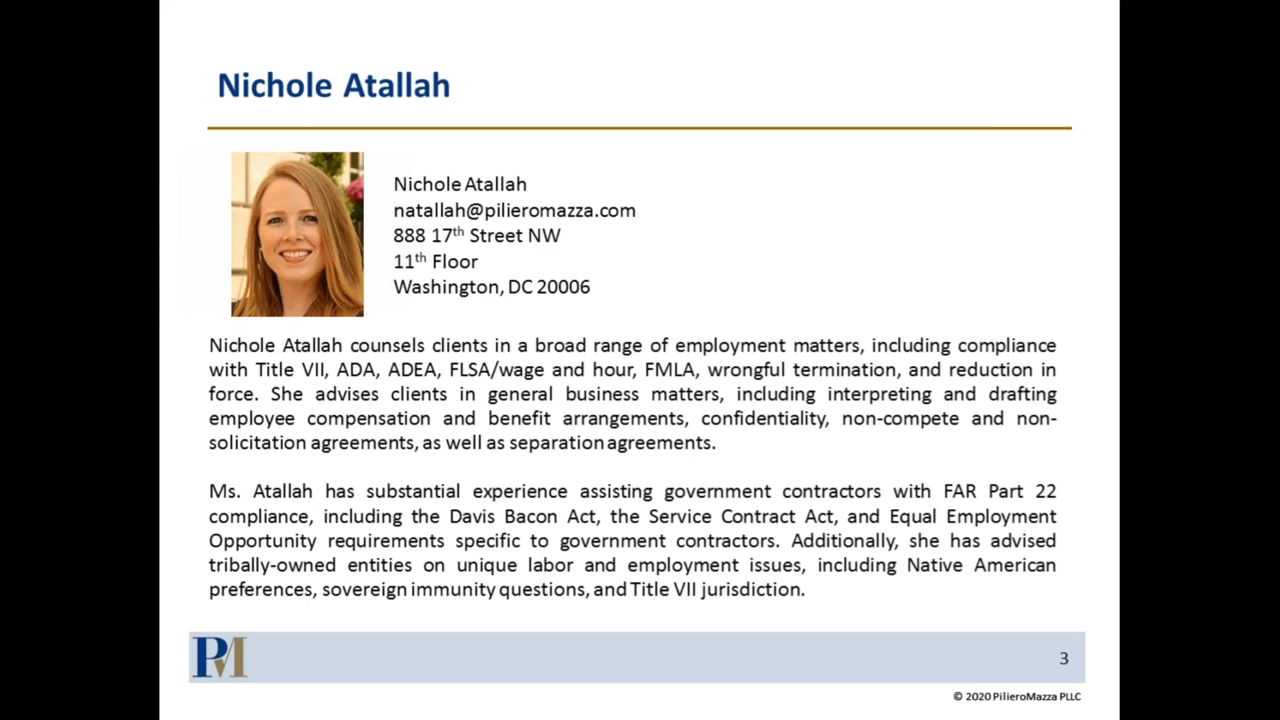 Nichole Atallah
Nichole Atallah
natallah@pilieromazza.com
888 17th Street NW
11th Floor
Washington, DC 20006
Nichole Atallah counsels clients in a broad range of employment matters, including compliance
with Title VII, ADA, ADEA, FLSA/wage and hour, FMLA, wrongful termination, and reduction in
force. She advises clients in general business matters, including interpreting and drafting
employee compensation and benefit arrangements, confidentiality, non-compete and non-
solicitation agreements, as well as separation agreements.
Ms. Atallah has substantial experience assisting government contractors with FAR Part 22
compliance, including the Davis Bacon Act, the Service Contract Act, and Equal Employment
Opportunity requirements specific to government contractors. Additionally, she has advised
tribally-owned entities on unique labor and employment issues, including Native American
preferences, sovereign immunity questions, and Title VII jurisdiction.
PM
3
© 2020 PilieroMazza PLLC